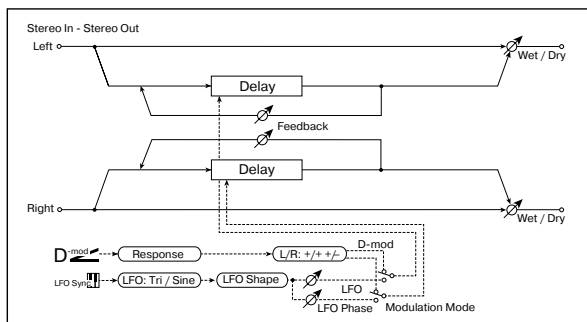 Stereo In - Stereo Out
Left
Wet / Dry
Delay
Feedback
Delay
Right
Wet / Dry
D-mod
D-mod
Response
L/R: +/+ +/–
LFO Sync
LFO: Tri / Sine
LFO Shape
LFO
LFO Phase
Modulation Mode